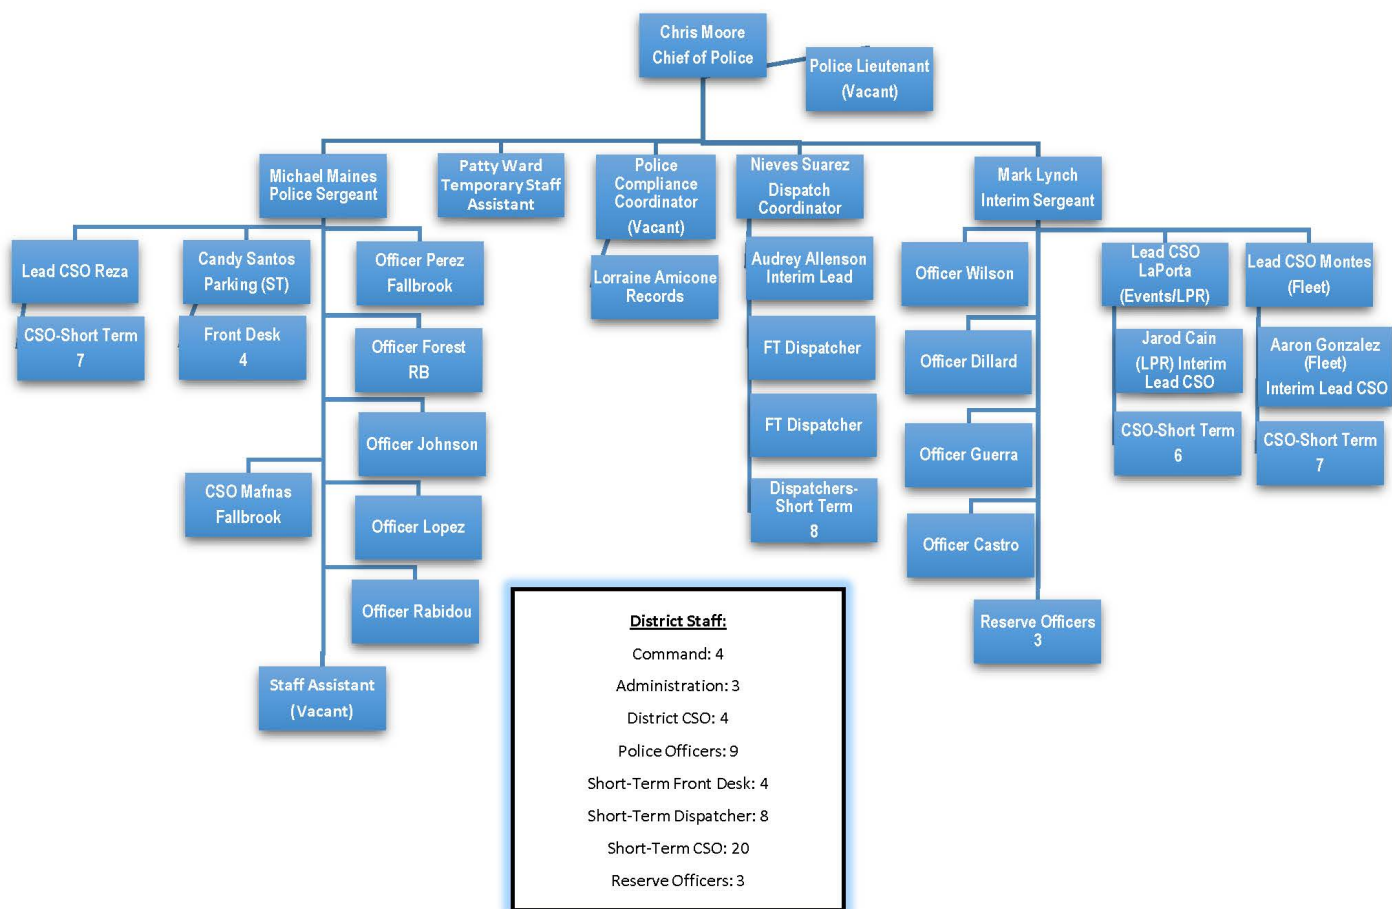 Chris Moore
Chief of Police
Police Lieutenant
(Vacant)
Michael Maines
Police Sergeant
Patty Ward
Temporary Staff
Assistant
Police
Compliance
Coordinator
(Vacant)
Nieves Suarez
Dispatch
Coordinator
Mark Lynch
Interim Sergeant
Lead CSO Reza
CSO-Short Term
7
Candy Santos
Parking (ST)
Front Desk
4
Officer Perez
Fallbrook
Officer Forest
RB
Officer Johnson
CSO Mafnas
Fallbrook
Officer Lopez
Officer Rabidou
Staff Assistant
(Vacant)
Lorraine Amicone
Records
Audrey Allenson
Interim Lead
FT Dispatcher
FT Dispatcher
Dispatchers-
Short Term
8
Officer Wilson
Officer Dillard
Officer Guerra
Officer Castro
Reserve Officers
3
Lead CSO
LaPorta
(Events/LPR)
Jarod Cain
(LPR) Interim
Lead CSO
CSO-Short Term
6
Lead CSO Montes
(Fleet)
Aaron Gonzalez
(Fleet)
Interim Lead CSO
CSO-Short Term
7
District Staff:
Command: 4
Administration: 3
District CSO: 4
Police Officers: 9
Short-Term Front Desk: 4
Short-Term Dispatcher: 8
Short-Term CSO: 20
Reserve Officers: 3